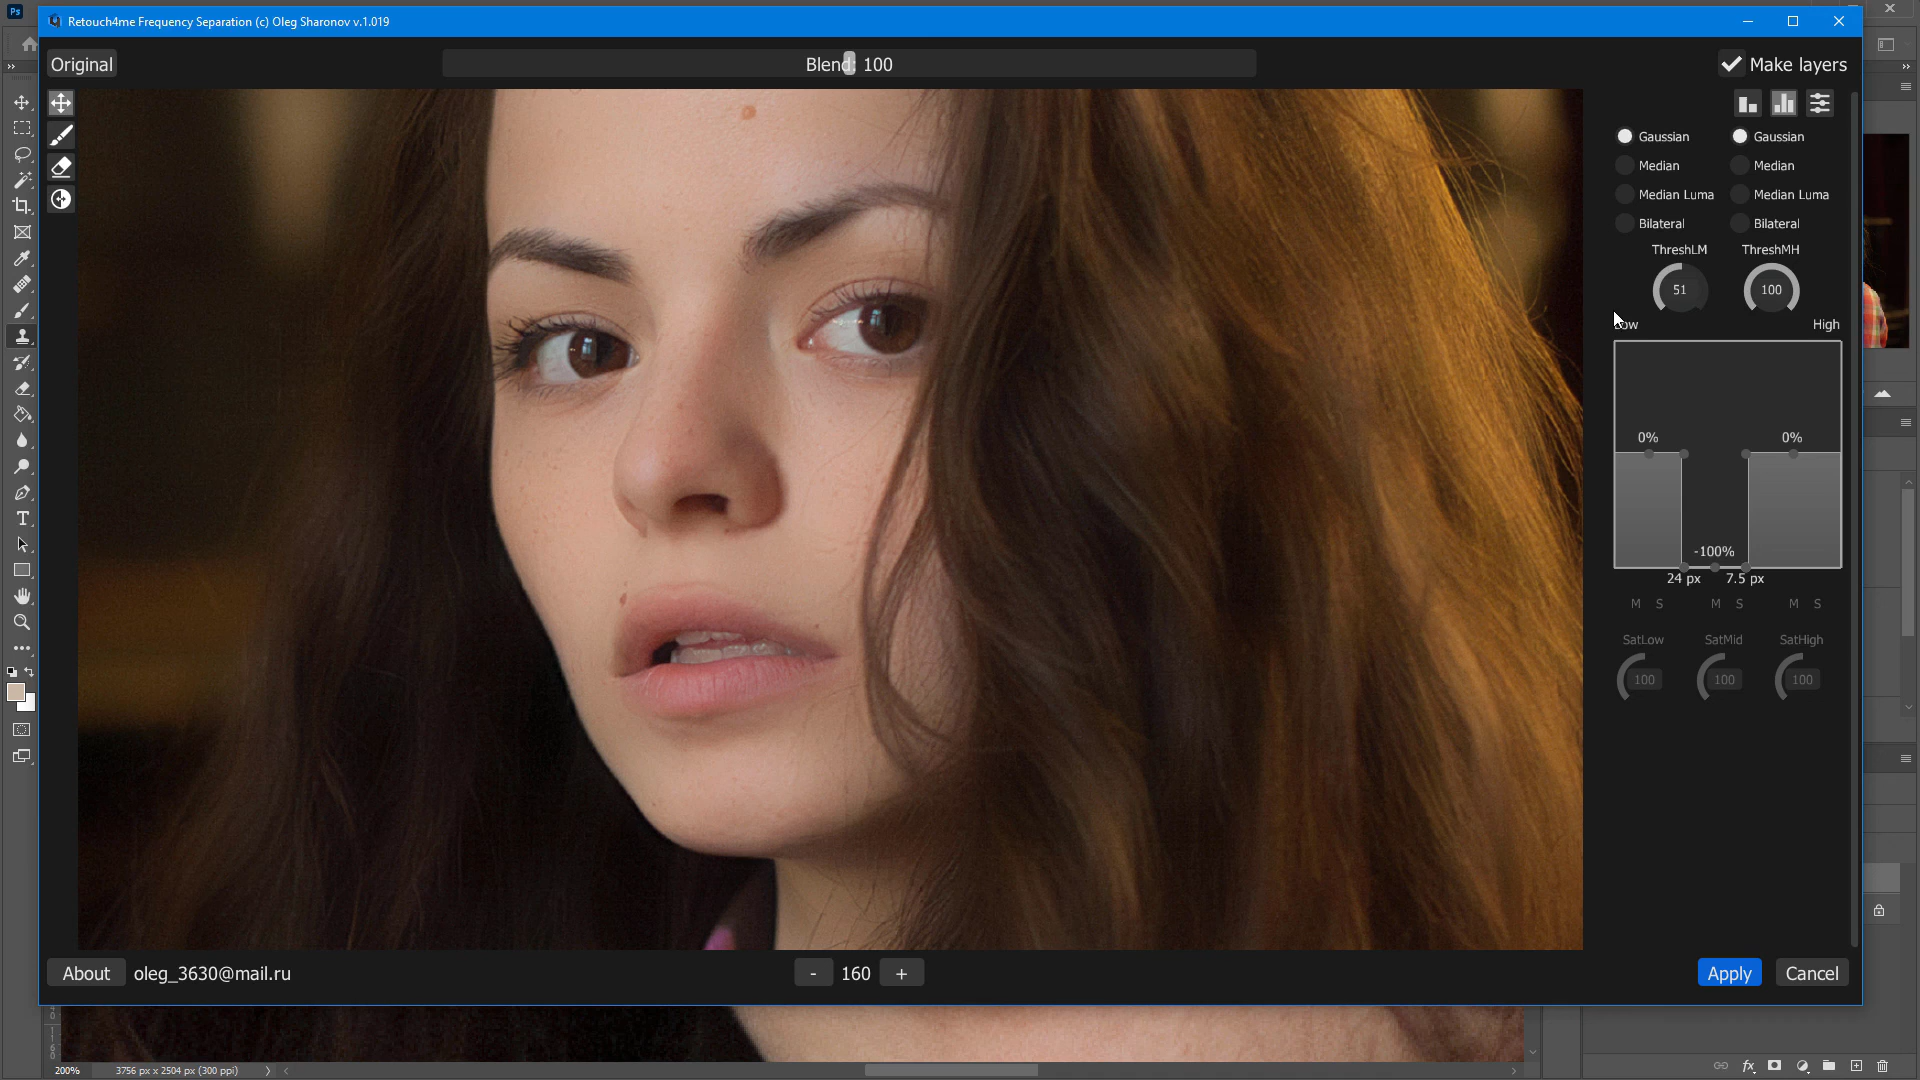 Ps
Retouch4me Frequency Separation (c) Oleg Sharonov v.1.019
Original
Blend: 100
Make layers
Gaussian Gaussian
Median Median
Median Luma Median Luma
Bilateral Bilateral
ThreshLM ThreshMH
51 100
Low High
0% 0%
-100%
24 px 7.5 px
M S M S M S
SatLow SatMid SatHigh
100 100 100
About oleg_3630@mail.ru - 160 + Apply Cancel
200% 3756 px x 2504 px (300 ppi)